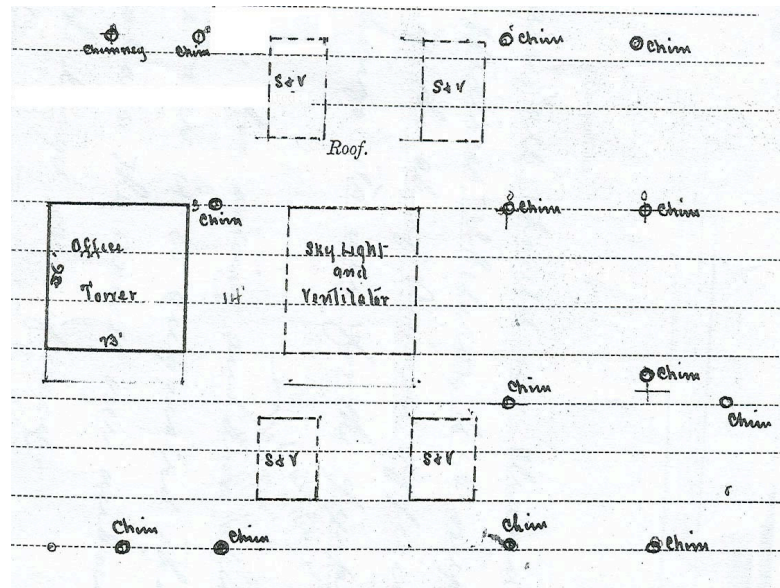 Chimney Chim Chim Chim
S&V S&V
Roof.
Chim Chim Chim
Office
Tower
Sky Light
and
Ventilator
14'
Chim Chim Chim
S&V S&V
Chim Chim Chim Chim